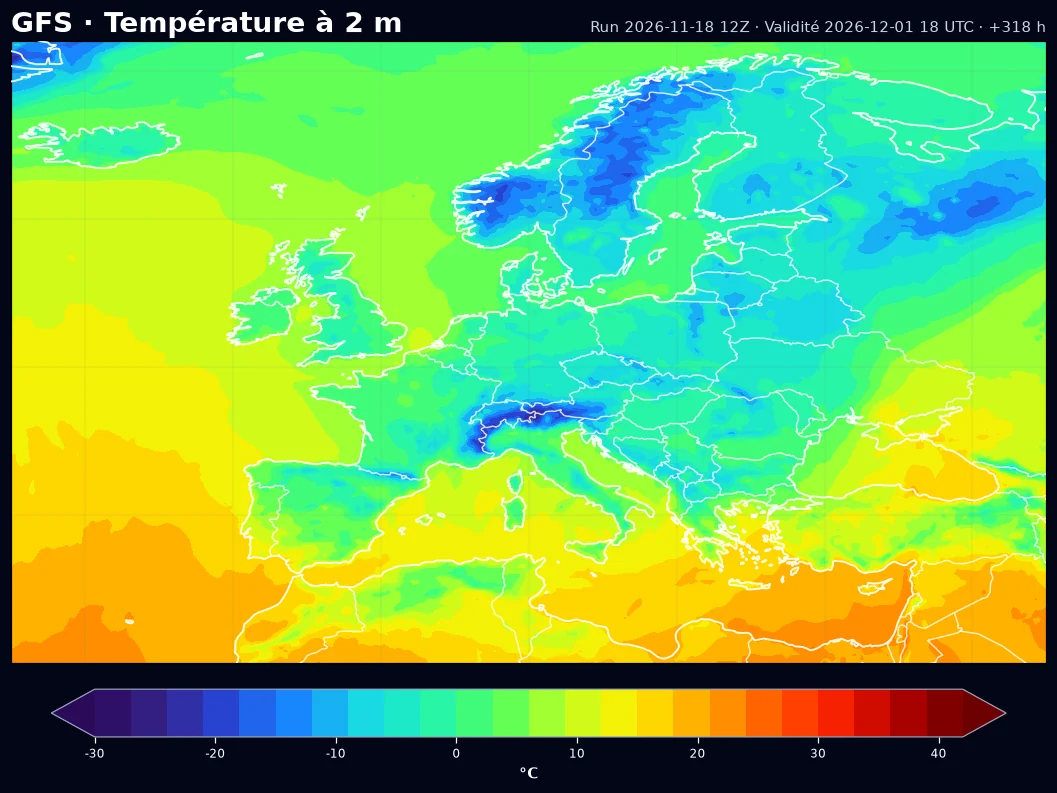 GFS · Température à 2 m
Run 2026-11-18 12Z · Validité 2026-12-01 18 UTC · +318 h
-30 -20 -10 0 10 20 30 40
°C